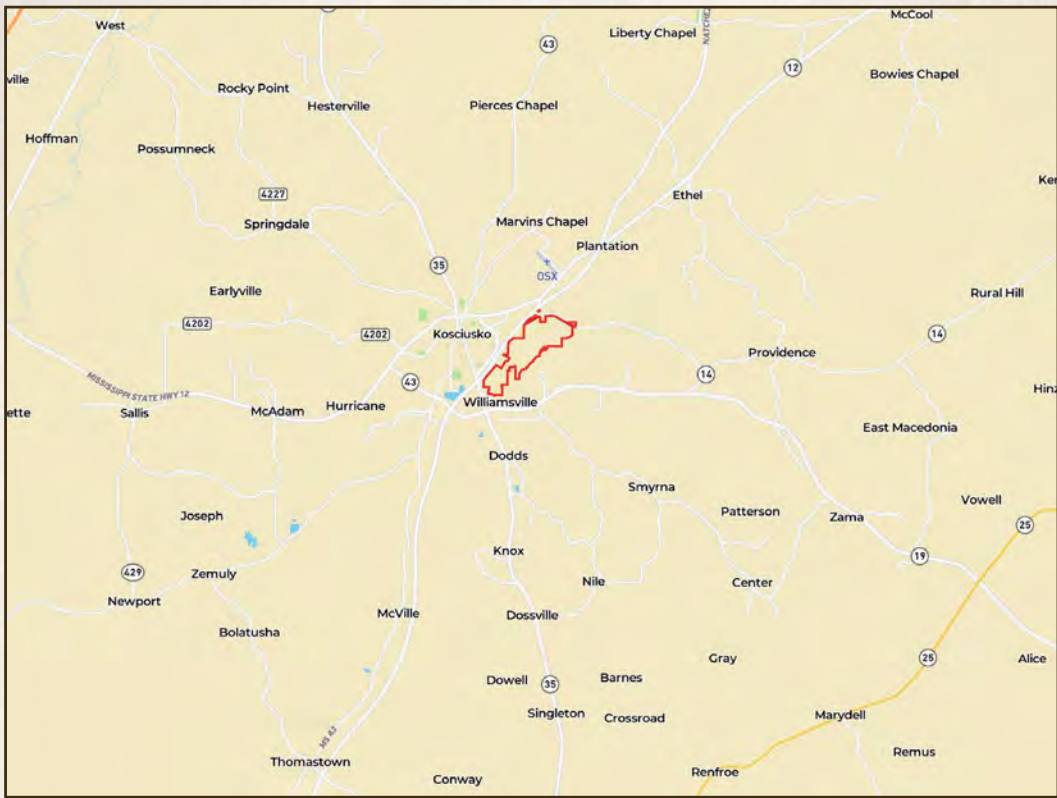 McCool
West
Liberty Chapel
NATCHEZ
43
12
ville
Bowies Chapel
Rocky Point
Hesterville
Pierces Chapel
Hoffman
Possumneck
Ker
4227
Ethel
Springdale
Marvins Chapel
Plantation
35
OSX
Earlyville
Rural Hill
4202
4202
Kosciusko
14
Providence
MISSISSIPPI STATE HWY 12
43
14
Hinz
ette
Sallis
McAdam
Hurricane
Williamsville
East Macedonia
Dodds
Smyrna
Vowell
Joseph
Patterson
Zama
25
Knox
19
429
Zemuly
Nile
Center
Newport
McVille
Dossville
Bolatusha
Gray
25
Alice
Dowell
35
Barnes
Singleton
Crossroad
Marydell
MS 43
Remus
Thomastown
Conway
Renfroe